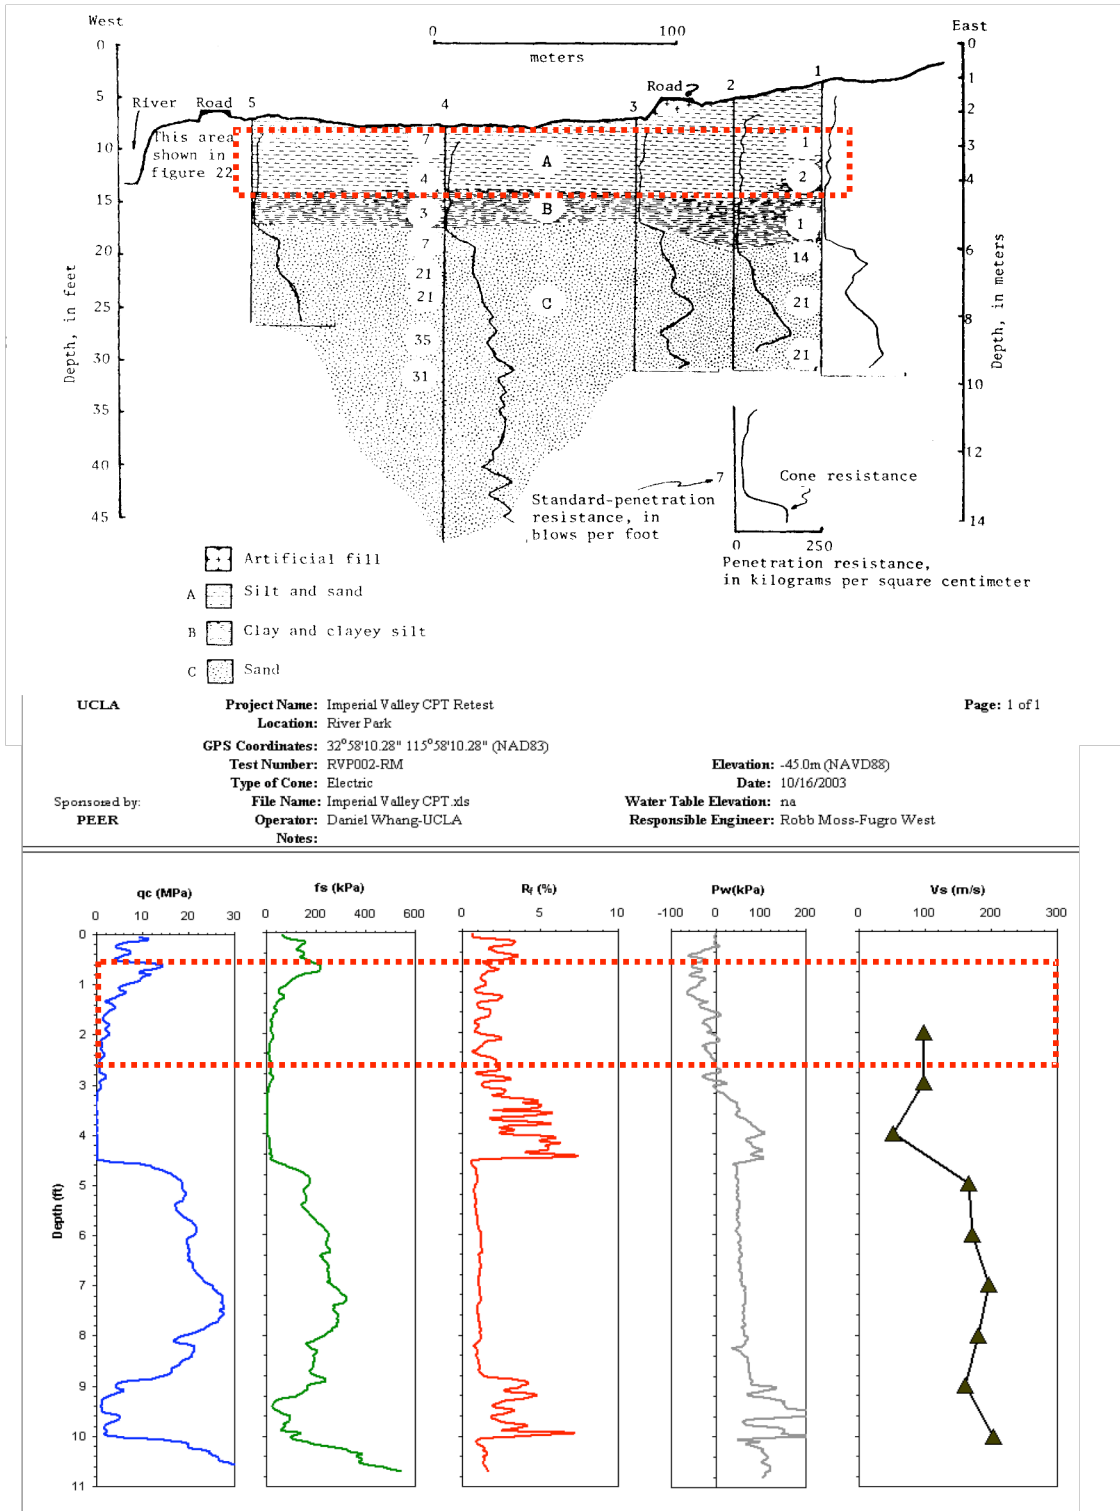 West
East
0 100
meters
0
5
10
15
20
25
30
35
40
45
Depth, in feet
River
Road
This area
shown in
figure 22
5
4
3
Road
2
1
7
4
3
7
21
21
35
31
A
B
C
1
2
1
14
21
21
0
1
2
3
4
6
8
10
12
14
Depth, in meters
7
Standard-penetration
resistance, in
blows per foot
Cone resistance
0 250
Penetration resistance,
in kilograms per square centimeter
Artificial fill
A Silt and sand
B Clay and clayey silt
C Sand
UCLA Project Name: Imperial Valley CPT Retest Page: 1 of 1
Location: River Park
GPS Coordinates: 32°58'10.28" 115°58'10.28" (NAD83)
Test Number: RVP002-RM Elevation: -45.0m (NAVD88)
Type of Cone: Electric Date: 10/16/2003
Sponsored by: File Name: Imperial Valley CPT.xls Water Table Elevation: na
PEER Operator: Daniel Whang-UCLA Responsible Engineer: Robb Moss-Fugro West
Notes:
qc (MPa) fs (kPa) Rf (%) Pw(kPa) Vs (m/s)
0 10 20 30 0 200 400 600 0 5 10 -100 0 100 200 0 100 200 300
0
1
2
3
4
5
6
7
8
9
10
11
Depth (ft)